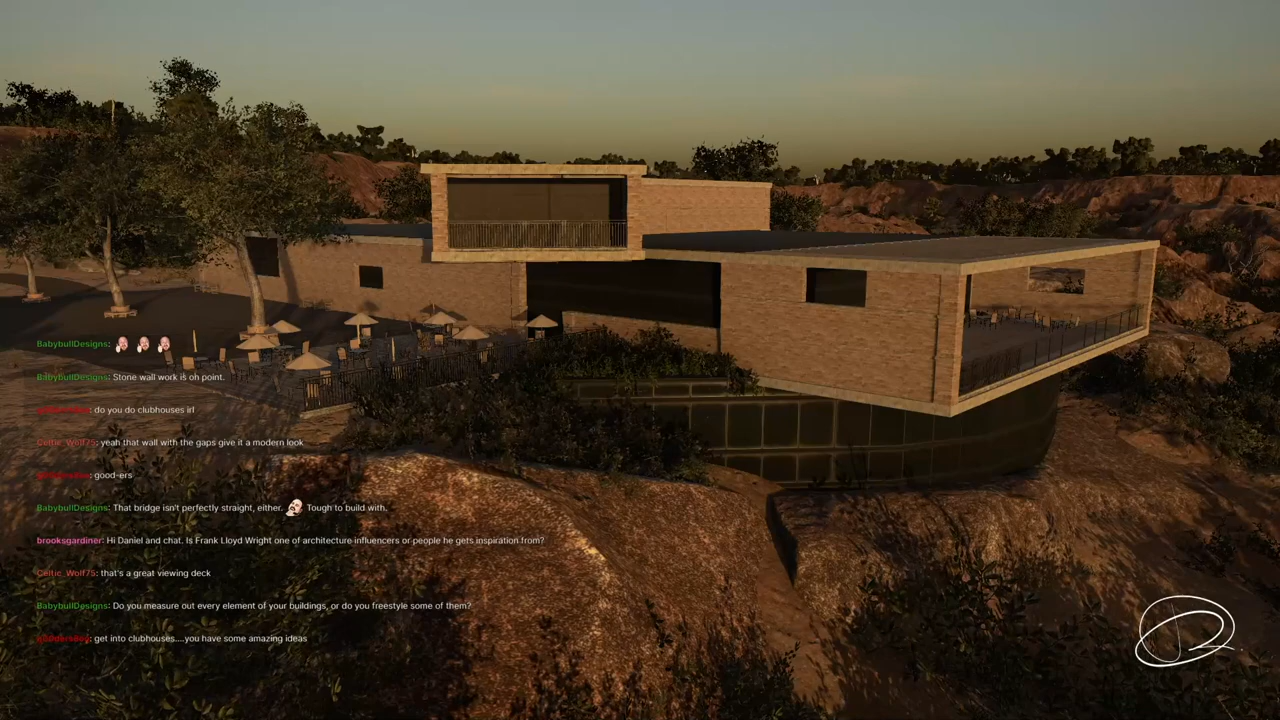 BabybullDesigns:
BabybullDesigns: Stone wall work is oh point.
: do you do clubhouses irl
Celtic_Wolf75: yeah that wall with the gaps give it a modern look
: good-ers
BabybullDesigns: That bridge isn't perfectly straight, either. Tough to build with.
brooksgardiner: Hi Daniel and chat. Is Frank Lloyd Wright one of architecture influencers or people he gets inspiration from?
Celtic_Wolf75: that's a great viewing deck
BabybullDesigns: Do you measure out every element of your buildings, or do you freestyle some of them?
: get into clubhouses....you have some amazing ideas